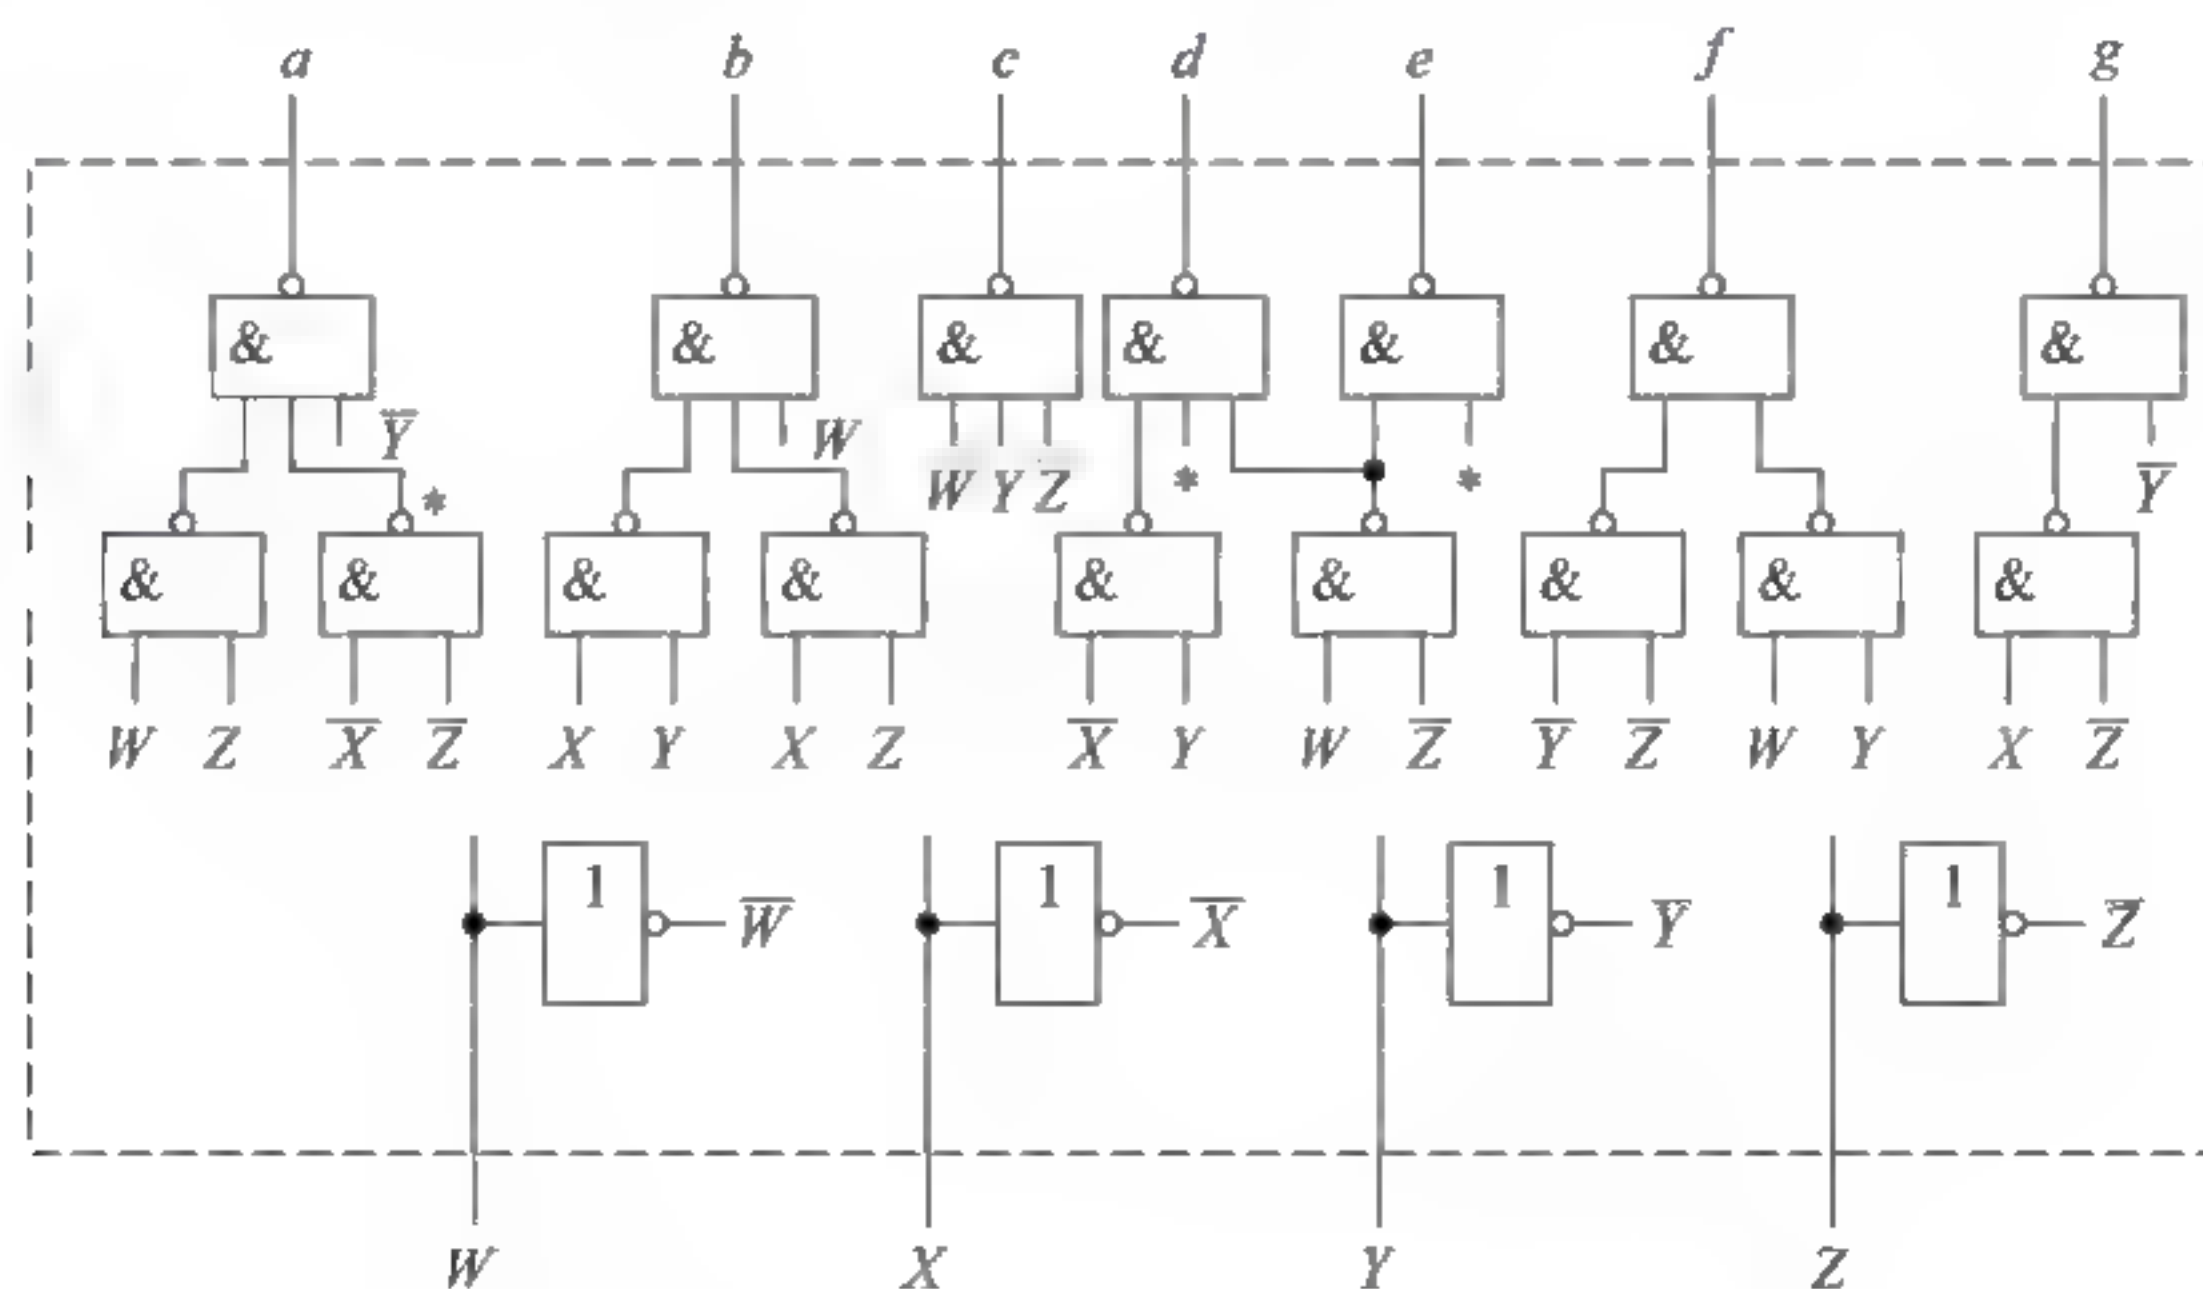 a b c d e f g
& & & & & & &
Y̅ W W Y Z̅ * * Y̅
*
& & & & & & & & &
W Z X̅ Z̅ X Y X Z X̅ Y W Z̅ Y̅ Z̅ W Y X Z̅
1 W̅ 1 X̅ 1 Y̅ 1 Z̅
W X Y Z